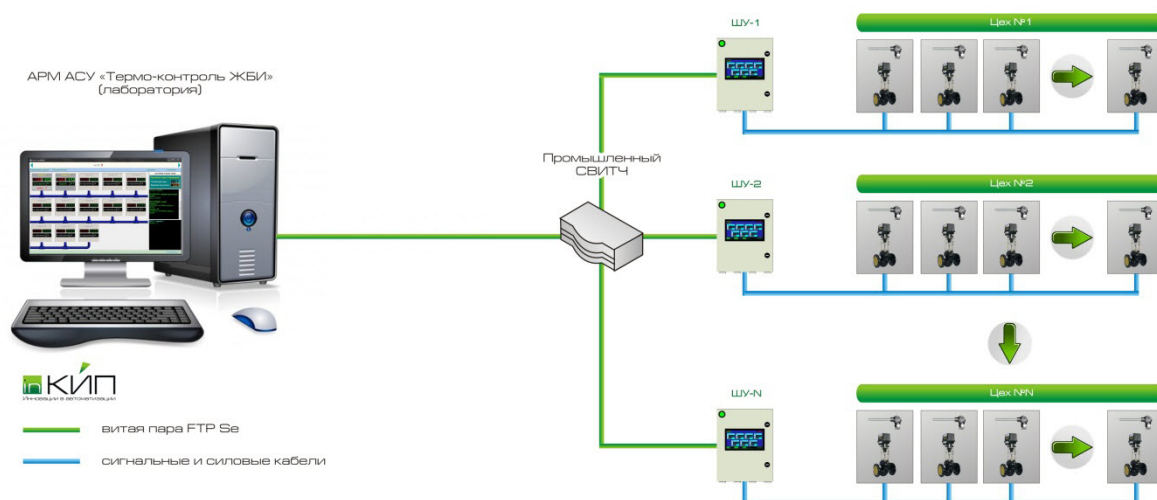 АРМ АСУ «Термо-контроль ЖБИ»
(лаборатория)
Промышленный
СВИТЧ
ШУ-1
Цех №1
ШУ-2
Цех №2
ШУ-N
Цех №N
inКИП
Инновации в автоматизации
витая пара FTP 5e
сигнальные и силовые кабели